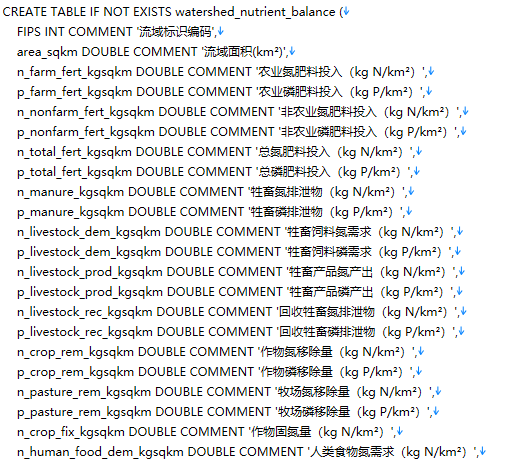 CREATE TABLE IF NOT EXISTS watershed_nutrient_balance (↓
FIPS INT COMMENT '流域标识编码',↓
area_sqkm DOUBLE COMMENT '流域面积(km²)',↓
n_farm_fert_kgsqkm DOUBLE COMMENT '农业氮肥料投入（kg N/km²）',↓
p_farm_fert_kgsqkm DOUBLE COMMENT '农业磷肥料投入（kg P/km²）',↓
n_nonfarm_fert_kgsqkm DOUBLE COMMENT '非农业氮肥料投入（kg N/km²）',↓
p_nonfarm_fert_kgsqkm DOUBLE COMMENT '非农业磷肥料投入（kg P/km²）',↓
n_total_fert_kgsqkm DOUBLE COMMENT '总氮肥料投入（kg N/km²）',↓
p_total_fert_kgsqkm DOUBLE COMMENT '总磷肥料投入（kg P/km²）',↓
n_manure_kgsqkm DOUBLE COMMENT '牲畜氮排泄物（kg N/km²）',↓
p_manure_kgsqkm DOUBLE COMMENT '牲畜磷排泄物（kg P/km²）',↓
n_livestock_dem_kgsqkm DOUBLE COMMENT '牲畜饲料氮需求（kg N/km²）',↓
p_livestock_dem_kgsqkm DOUBLE COMMENT '牲畜饲料磷需求（kg P/km²）',↓
n_livestock_prod_kgsqkm DOUBLE COMMENT '牲畜产品氮产出（kg N/km²）',↓
p_livestock_prod_kgsqkm DOUBLE COMMENT '牲畜产品磷产出（kg P/km²）',↓
n_livestock_rec_kgsqkm DOUBLE COMMENT '回收牲畜氮排泄物（kg N/km²）',↓
p_livestock_rec_kgsqkm DOUBLE COMMENT '回收牲畜磷排泄物（kg P/km²）',↓
n_crop_rem_kgsqkm DOUBLE COMMENT '作物氮移除量（kg N/km²）',↓
p_crop_rem_kgsqkm DOUBLE COMMENT '作物磷移除量（kg P/km²）',↓
n_pasture_rem_kgsqkm DOUBLE COMMENT '牧场氮移除量（kg N/km²）',↓
p_pasture_rem_kgsqkm DOUBLE COMMENT '牧场磷移除量（kg P/km²）',↓
n_crop_fix_kgsqkm DOUBLE COMMENT '作物固氮量（kg N/km²）',↓
n_human_food_dem_kgsqkm DOUBLE COMMENT '人类食物氮需求（kg N/km²）',↓